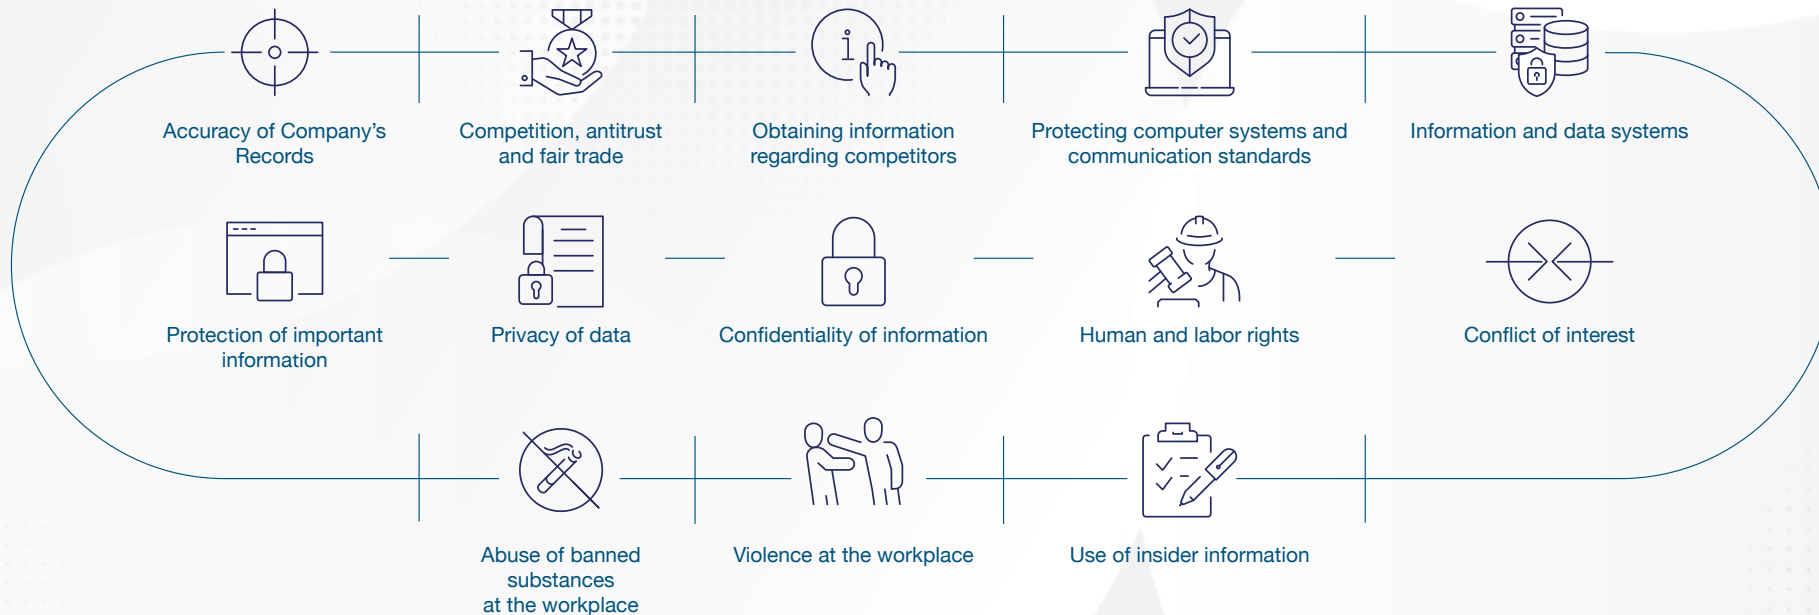 Accuracy of Company's
Records
Competition, antitrust
and fair trade
Obtaining information
regarding competitors
Protecting computer systems and
communication standards
Information and data systems
Protection of important
information
Privacy of data
Confidentiality of information
Human and labor rights
Conflict of interest
Abuse of banned
substances
at the workplace
Violence at the workplace
Use of insider information